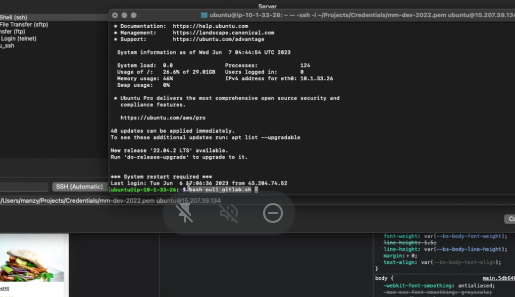 Server
Shell (ssh)
File Transfer (sftp)
nsfer (ftp)
Login (telnet)
u_ssh
ubuntu@ip-10-1-33-26: ~ — -ssh -i ~/Projects/Credentials/mm-dev-2022.pem ubuntu@15.207.39.134
* Documentation: https://help.ubuntu.com
* Management: https://landscape.canonical.com
* Support: https://ubuntu.com/advantage
System information as of Wed Jun 7 04:44:54 UTC 2023
System load: 0.0 Processes: 124
Usage of /: 26.6% of 29.01GB Users logged in: 0
Memory usage: 46% IPv4 address for eth0: 10.1.33.26
Swap usage: 0%
* Ubuntu Pro delivers the most comprehensive open source security and
compliance features.
https://ubuntu.com/aws/pro
48 updates can be applied immediately.
To see these additional updates run: apt list --upgradable
New release '22.04.2 LTS' available.
Run 'do-release-upgrade' to upgrade to it.
*** System restart required ***
Last login: Tue Jun 6 17:06:36 2023 from 43.204.74.52
ubuntu@ip-10-1-33-26: $ bash pull_gitlab.sh
SSH (Automatic)
/Users/manzy/Projects/Credentials/mm-dev-2022.pem ubuntu@15.207.39.134
font-weight: var(--bs-body-font-weight);
line-height: 1.5;
line-height: var(--bs-body-line-height);
margin: 0;
text-align: var(--bs-body-text-align);
}
body {
main.5db640
-webkit-font-smoothing: antialiased;
-moz-osx-font-smoothing: grayscale;